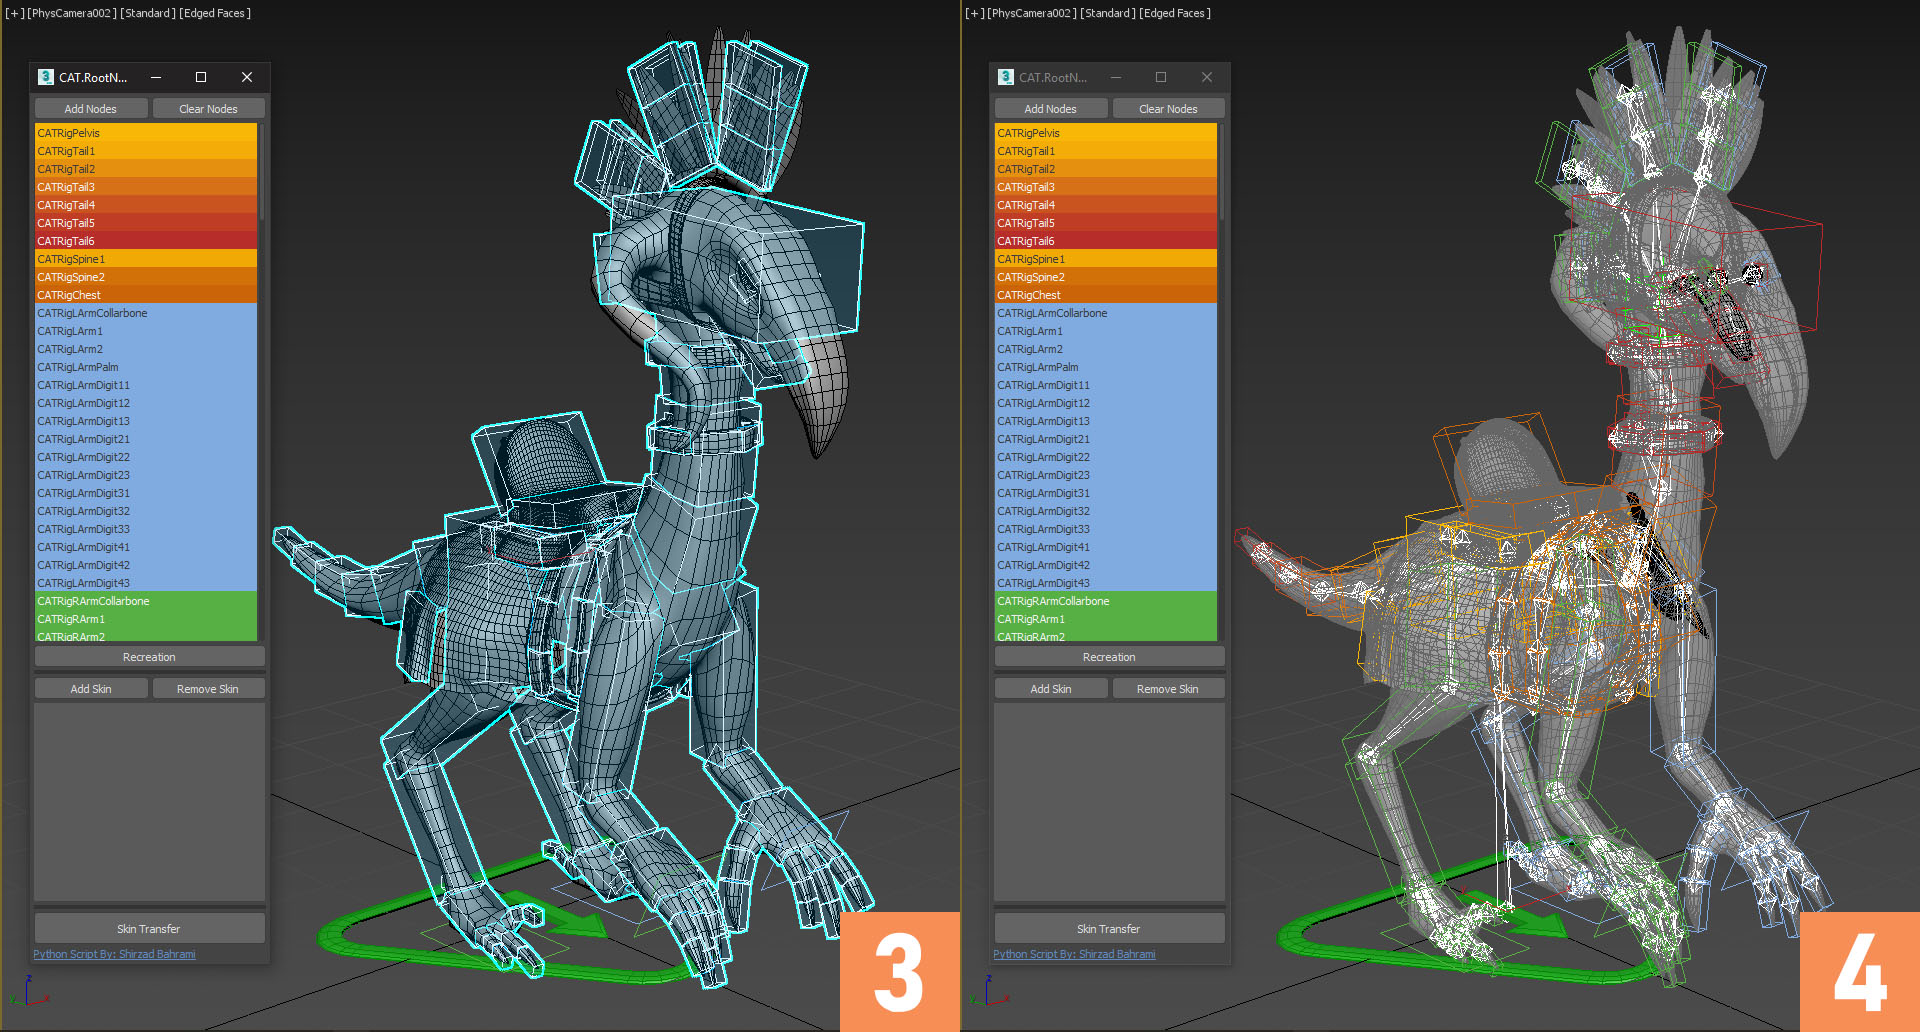 [+] [PhysCamera002] [Standard] [Edged Faces]
CAT.RootN...
Add Nodes Clear Nodes
CATRigPelvis
CATRigTail1
CATRigTail2
CATRigTail3
CATRigTail4
CATRigTail5
CATRigTail6
CATRigSpine1
CATRigSpine2
CATRigChest
CATRigLArmCollarbone
CATRigLArm1
CATRigLArm2
CATRigLArmPalm
CATRigLArmDigit11
CATRigLArmDigit12
CATRigLArmDigit13
CATRigLArmDigit21
CATRigLArmDigit22
CATRigLArmDigit23
CATRigLArmDigit31
CATRigLArmDigit32
CATRigLArmDigit33
CATRigLArmDigit41
CATRigLArmDigit42
CATRigLArmDigit43
CATRigRArmCollarbone
CATRigRArm1
CATRigRArm2
Recreation
Add Skin Remove Skin
Skin Transfer
Python Script By: Shirzad Bahrami
z
x
y
3
[+] [PhysCamera002] [Standard] [Edged Faces]
CAT.RootN...
Add Nodes Clear Nodes
CATRigPelvis
CATRigTail1
CATRigTail2
CATRigTail3
CATRigTail4
CATRigTail5
CATRigTail6
CATRigSpine1
CATRigSpine2
CATRigChest
CATRigLArmCollarbone
CATRigLArm1
CATRigLArm2
CATRigLArmPalm
CATRigLArmDigit11
CATRigLArmDigit12
CATRigLArmDigit13
CATRigLArmDigit21
CATRigLArmDigit22
CATRigLArmDigit23
CATRigLArmDigit31
CATRigLArmDigit32
CATRigLArmDigit33
CATRigLArmDigit41
CATRigLArmDigit42
CATRigLArmDigit43
CATRigRArmCollarbone
CATRigRArm1
CATRigRArm2
Recreation
Add Skin Remove Skin
Skin Transfer
Python Script By: Shirzad Bahrami
z
x
y
4